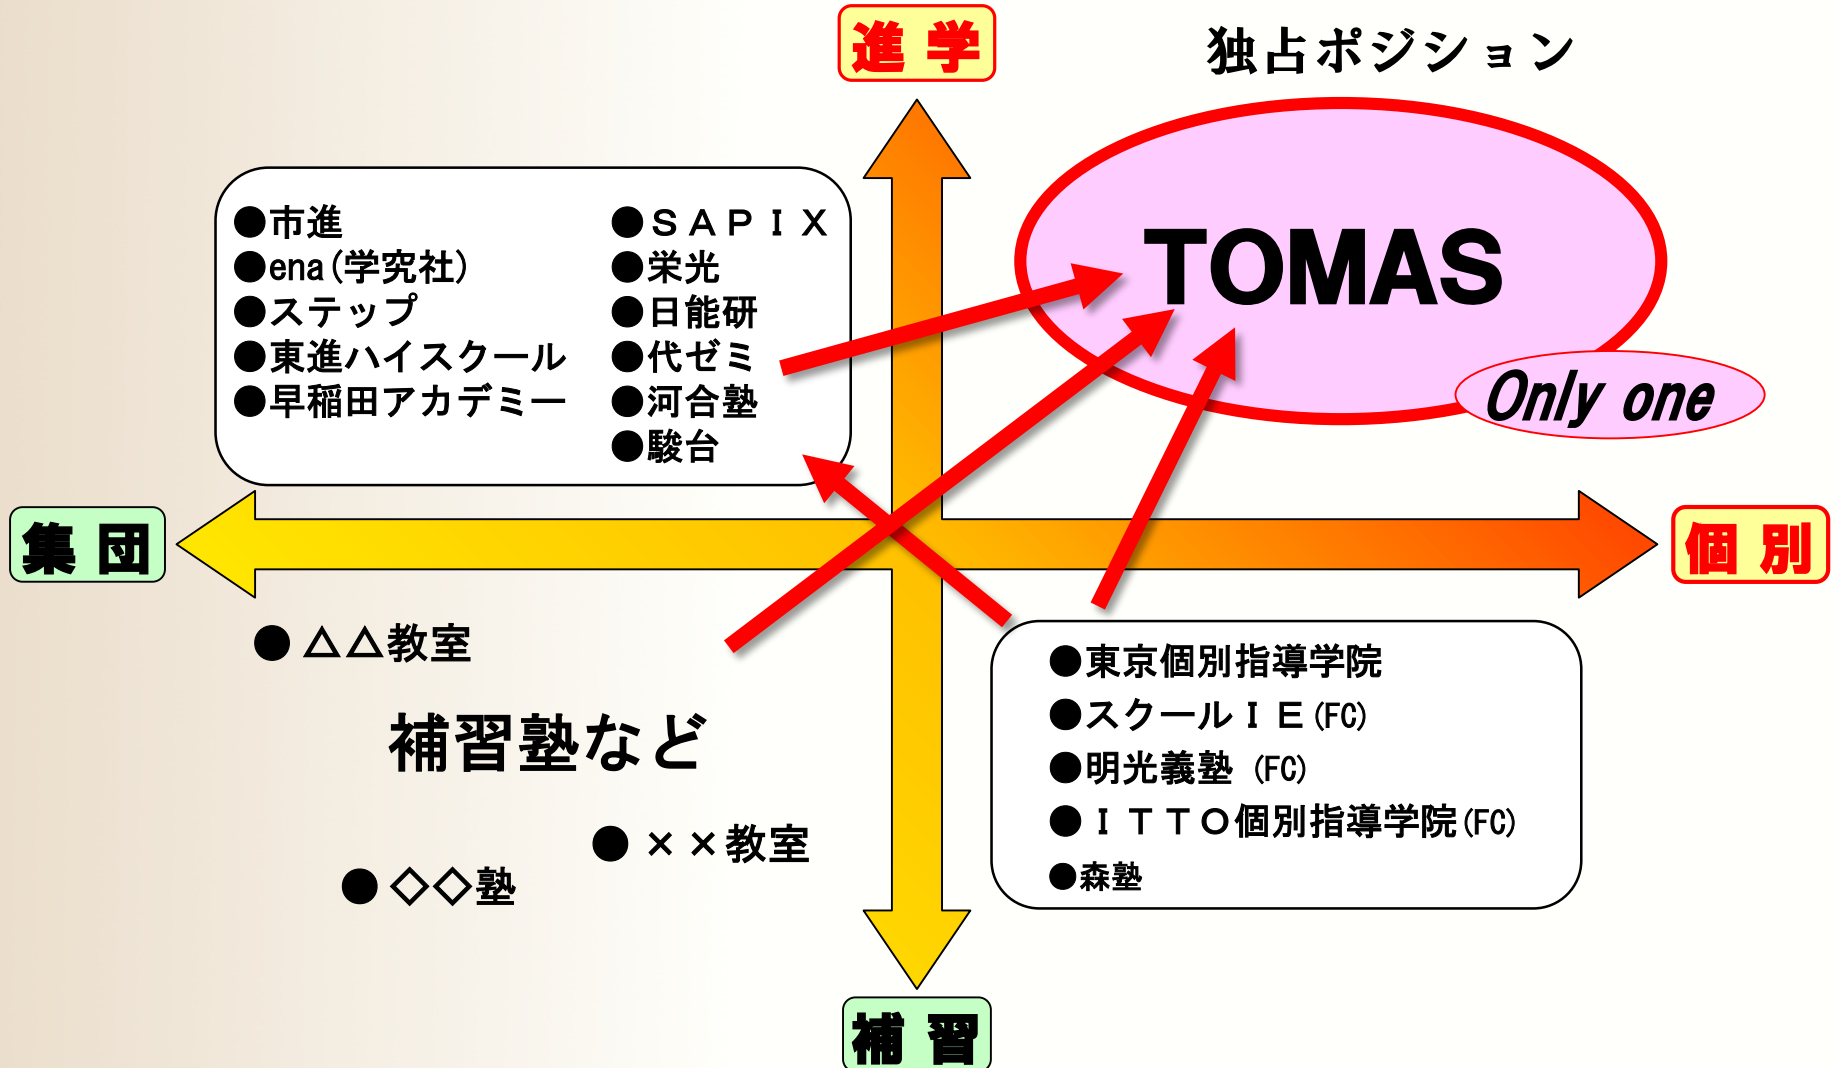 進 学
独占ポジション
●市進
●ena(学究社)
●ステップ
●東進ハイスクール
●早稲田アカデミー
●ＳＡＰＩＸ
●栄光
●日能研
●代ゼミ
●河合塾
●駿台
TOMAS
Only one
集 団
個 別
● △△教室
補習塾など
● ××教室
● ◇◇塾
●東京個別指導学院
●スクールＩＥ(FC)
●明光義塾 (FC)
●ＩＴＴＯ個別指導学院(FC)
●森塾
補 習